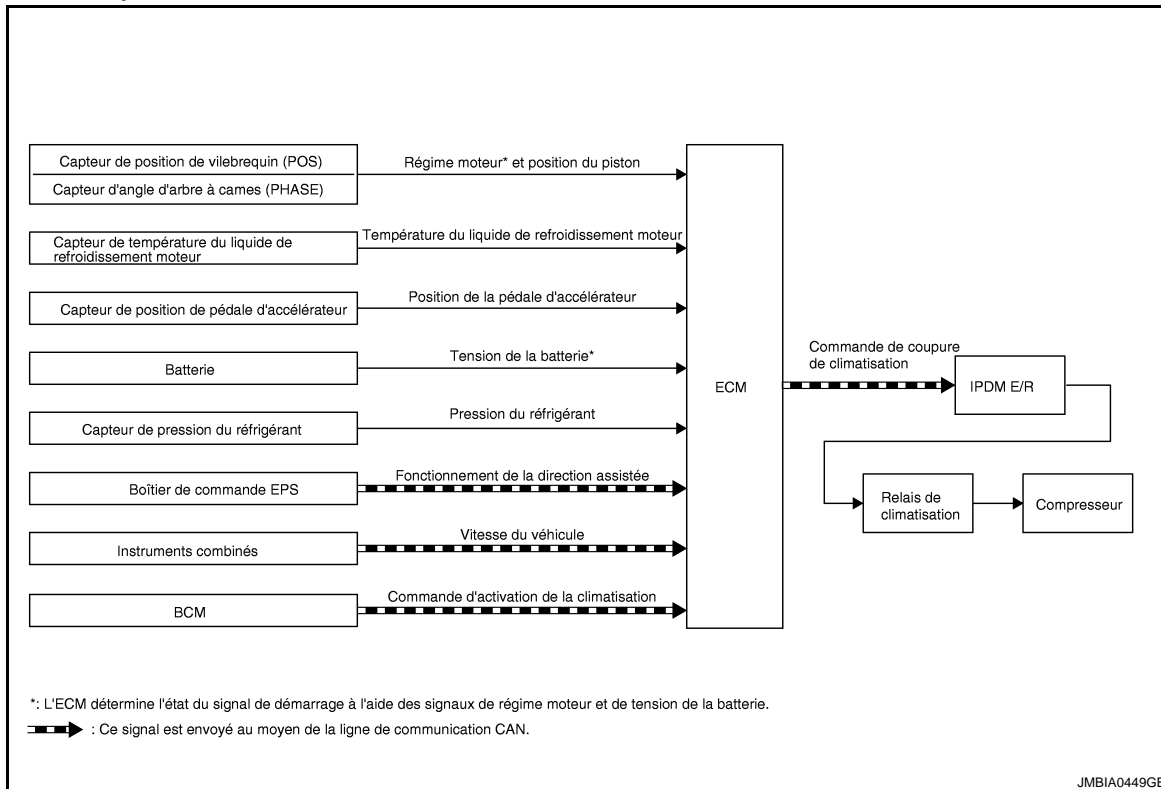 Capteur de position de vilebrequin (POS)
Capteur d'angle d'arbre à cames (PHASE)
Régime moteur* et position du piston
Capteur de température du liquide de
refroidissement moteur
Température du liquide de refroidissement moteur
Capteur de position de pédale d'accélérateur
Position de la pédale d'accélérateur
Batterie
Tension de la batterie*
Capteur de pression du réfrigérant
Pression du réfrigérant
Boîtier de commande EPS
Fonctionnement de la direction assistée
Instruments combinés
Vitesse du véhicule
BCM
Commande d'activation de la climatisation
ECM
Commande de coupure
de climatisation
IPDM E/R
Relais de
climatisation
Compresseur
*: L'ECM détermine l'état du signal de démarrage à l'aide des signaux de régime moteur et de tension de la batterie.
: Ce signal est envoyé au moyen de la ligne de communication CAN.
JMBIA0449GB